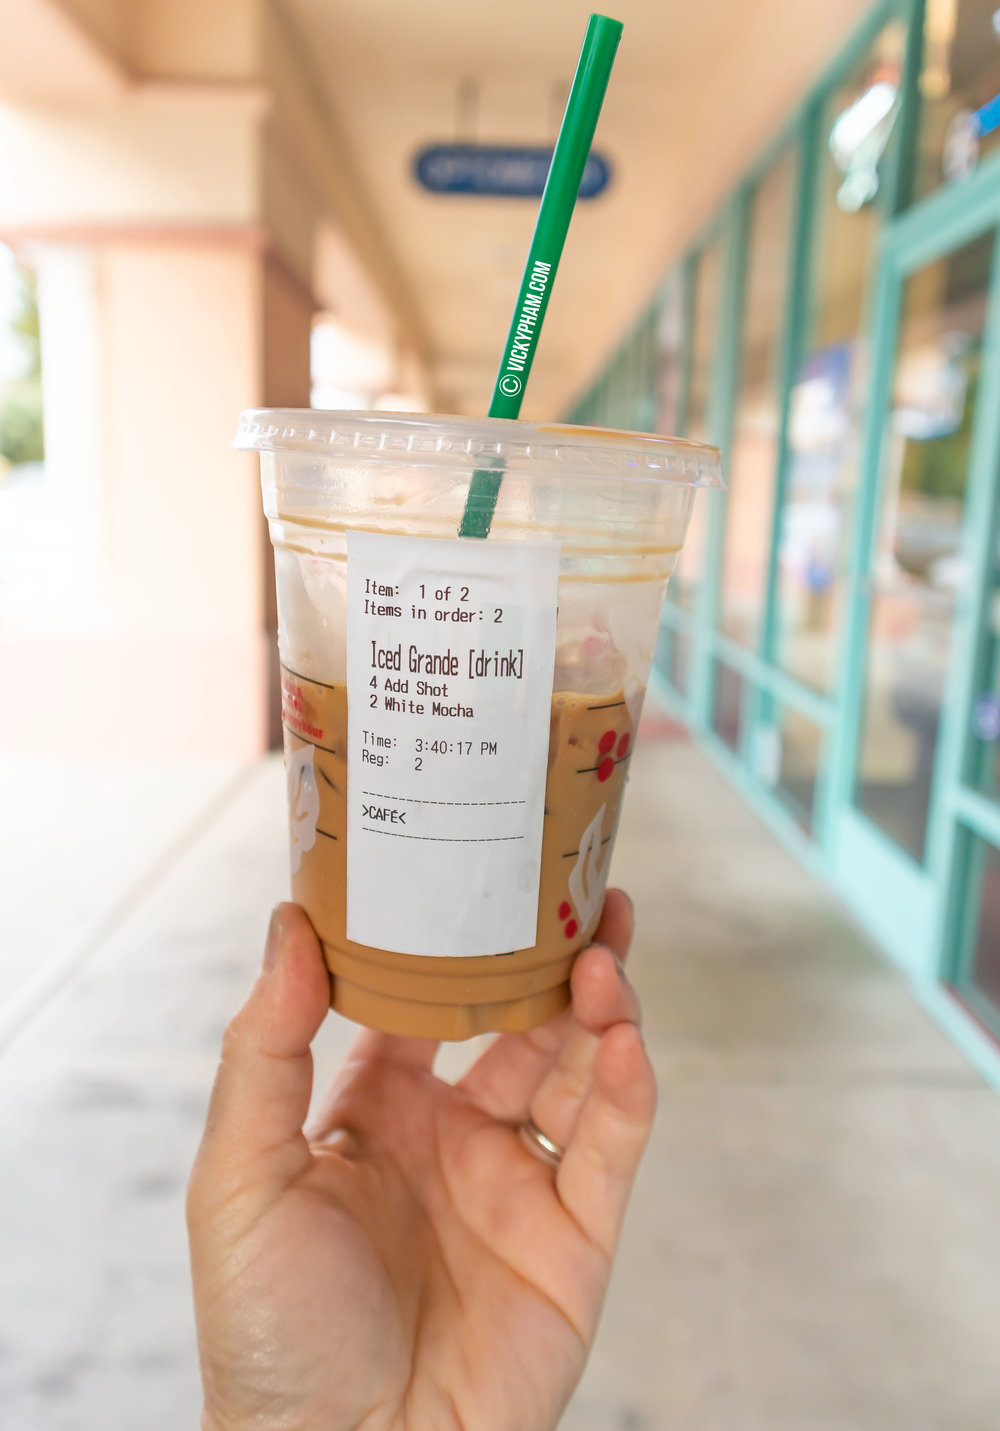 © VICKYPHAM.COM
Item: 1 of 2
Items in order: 2
Iced Grande [drink]
4 Add Shot
2 White Mocha
Time: 3:40:17 PM
Reg: 2
>CAFÉ<